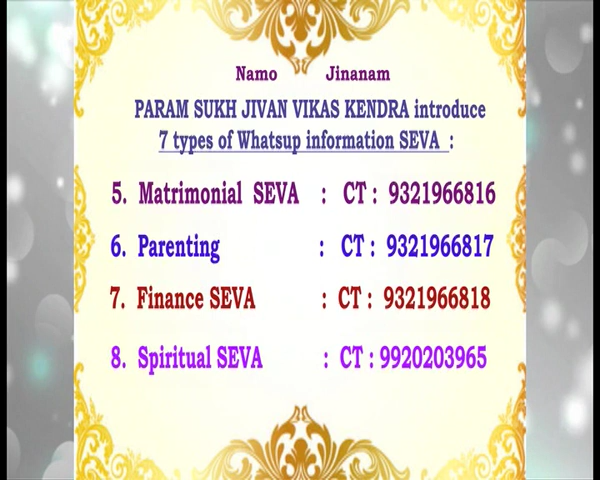 Namo Jinanam
PARAM SUKH JIVAN VIKAS KENDRA introduce
7 types of Whatsup information SEVA :
5. Matrimonial SEVA : CT : 9321966816
6. Parenting : CT : 9321966817
7. Finance SEVA : CT : 9321966818
8. Spiritual SEVA : CT : 9920203965